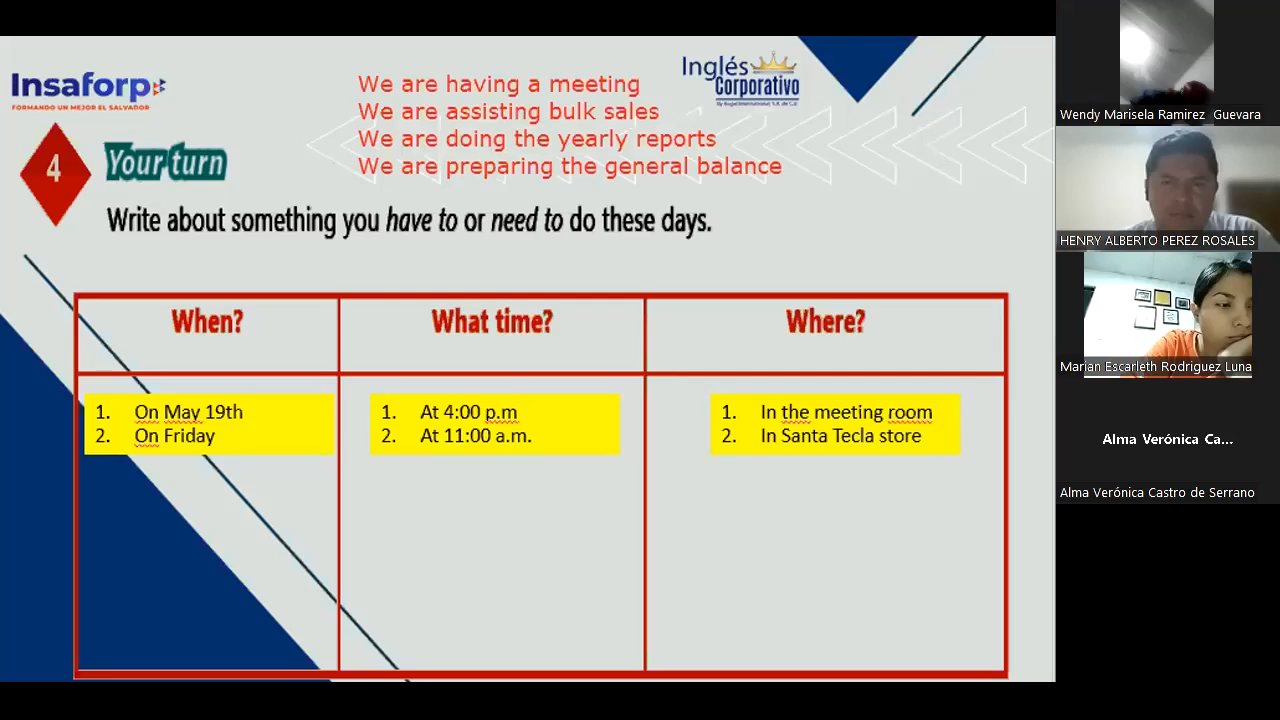 Insaforp
FORMANDO UN MEJOR EL SALVADOR
Inglés
Corporativo
We are having a meeting
We are assisting bulk sales
We are doing the yearly reports
We are preparing the general balance
4
Your turn
Write about something you have to or need to do these days.
When?
What time?
Where?
1. On May 19th
2. On Friday
1. At 4:00 p.m
2. At 11:00 a.m.
1. In the meeting room
2. In Santa Tecla store
Wendy Marisela Ramirez Guevara
HENRY ALBERTO PEREZ ROSALES
Marian Escarleth Rodriguez Luna
Alma Verónica Ca...
Alma Verónica Castro de Serrano